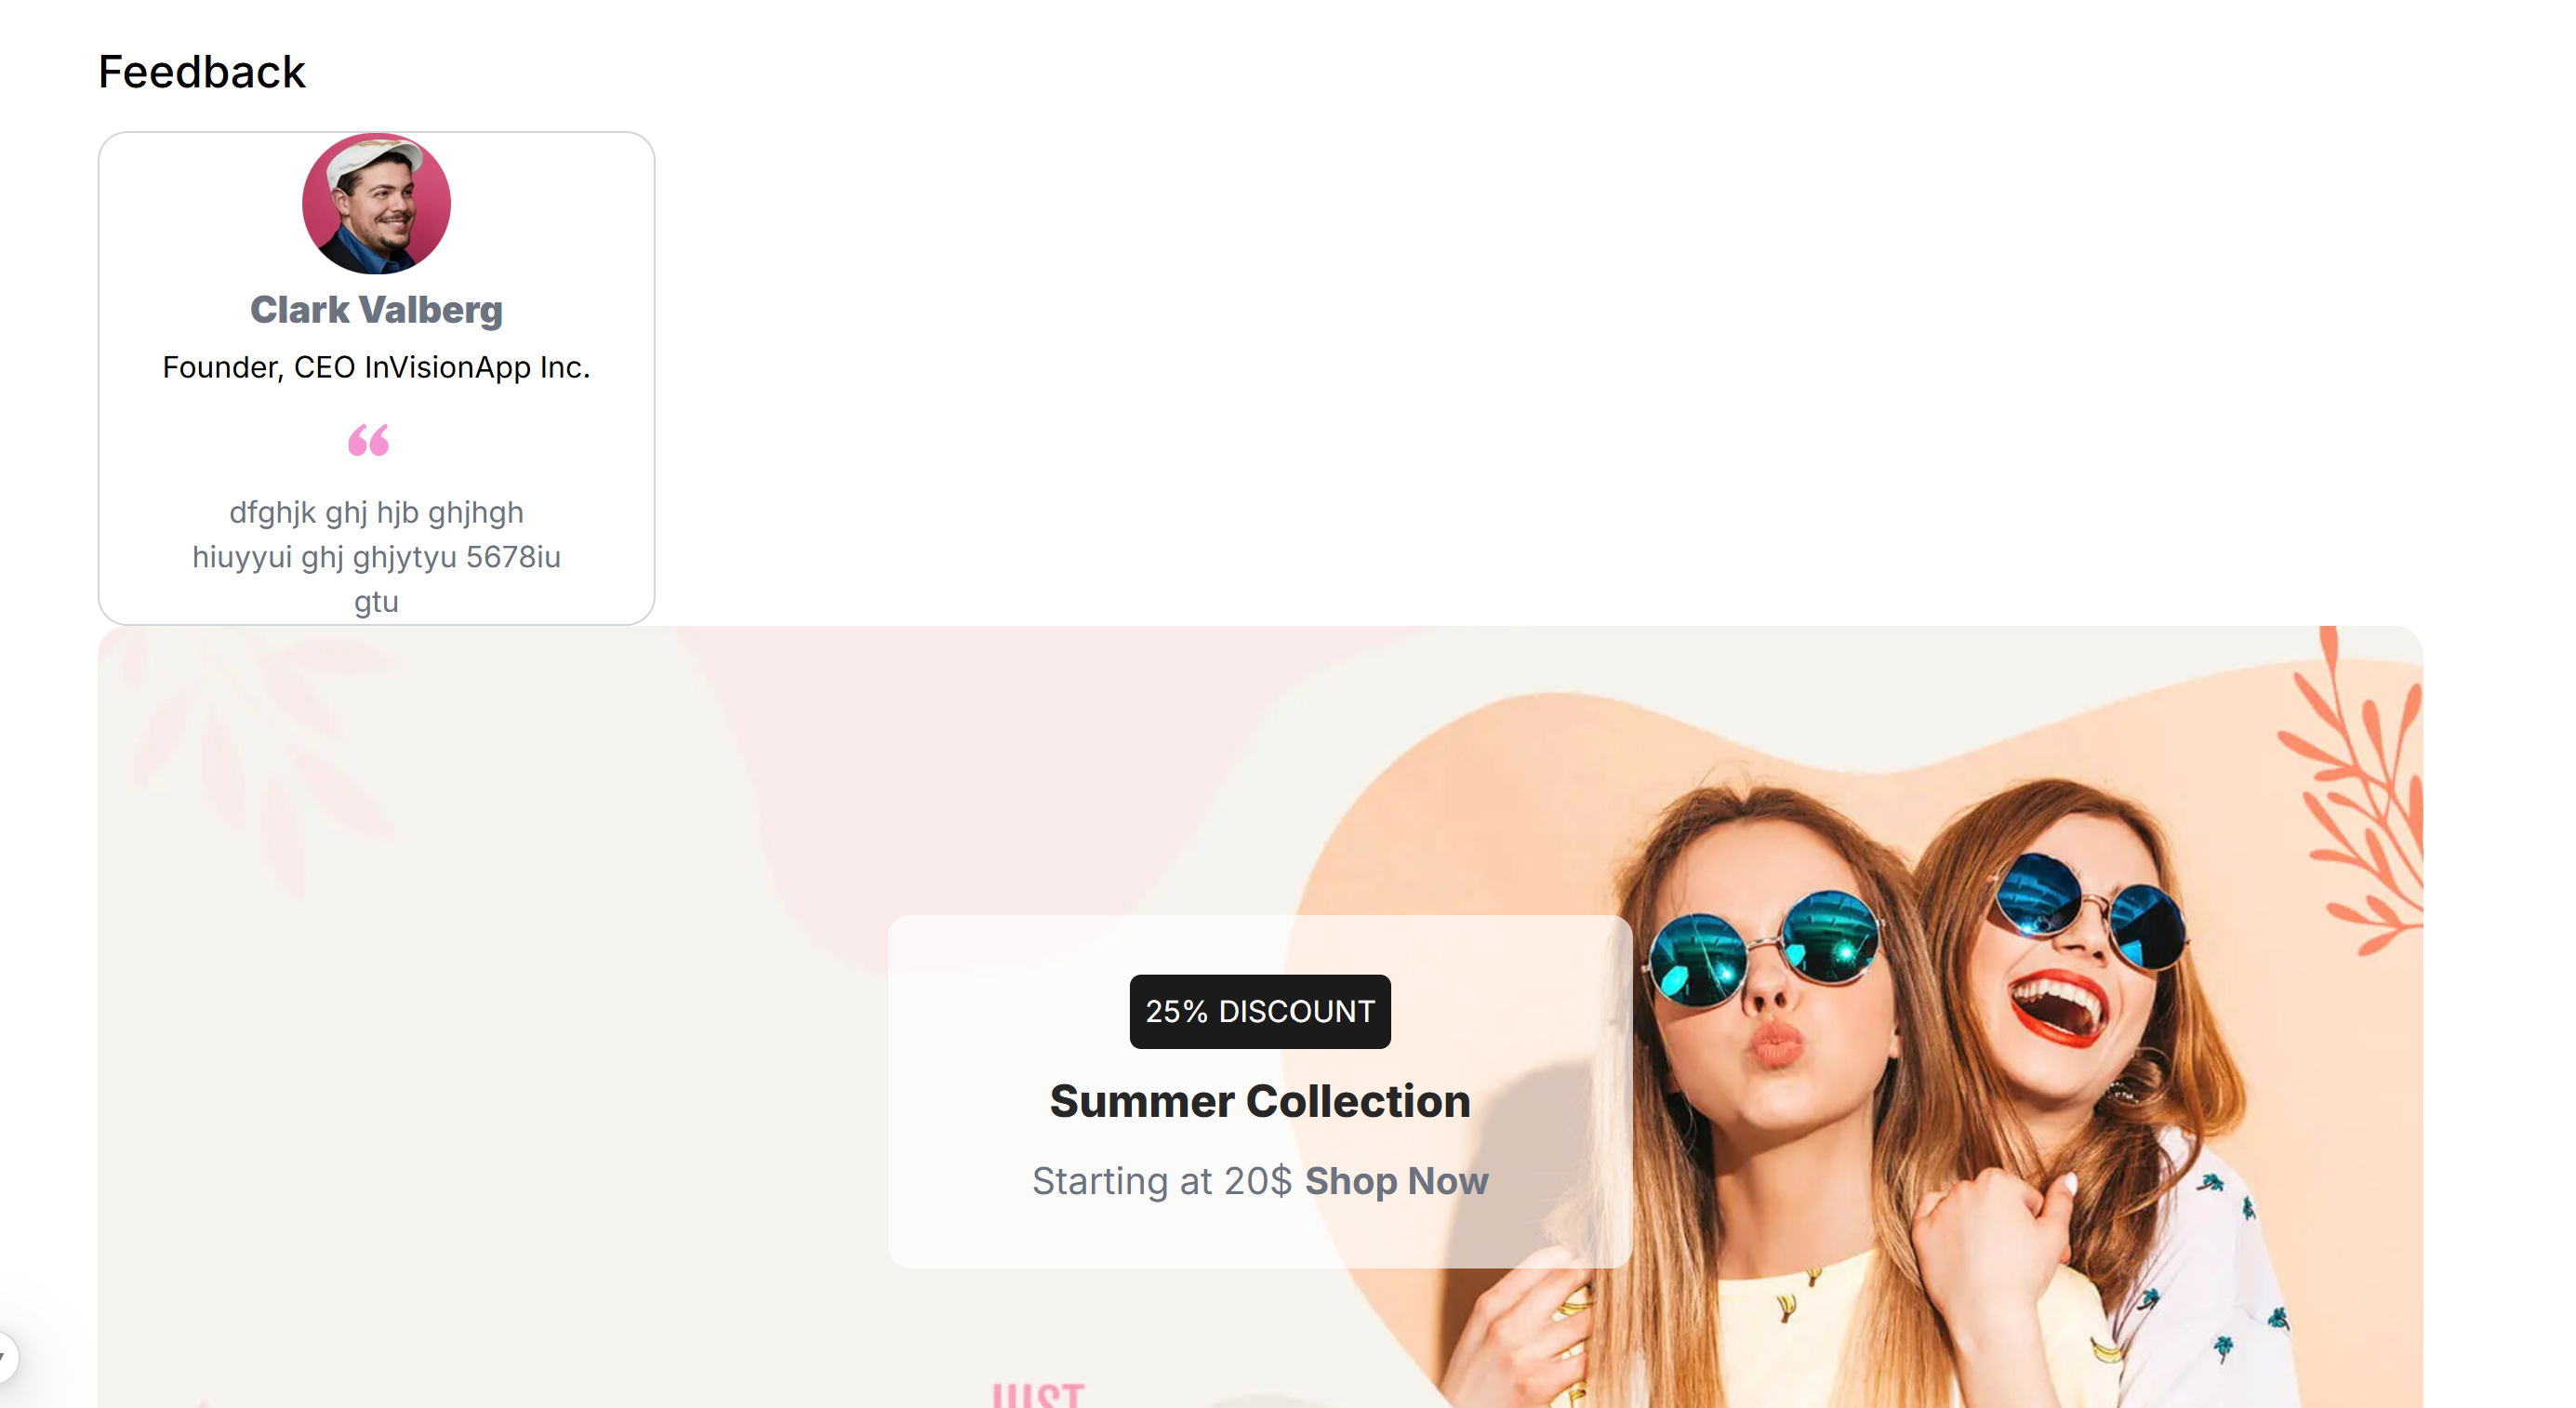 Feedback
Clark Valberg
Founder, CEO InVisionApp Inc.
“
dfghjk ghj hjb ghjhgh
hiuyyui ghj ghjytyu 5678iu
gtu
25% DISCOUNT
Summer Collection
Starting at 20$ Shop Now
JUST